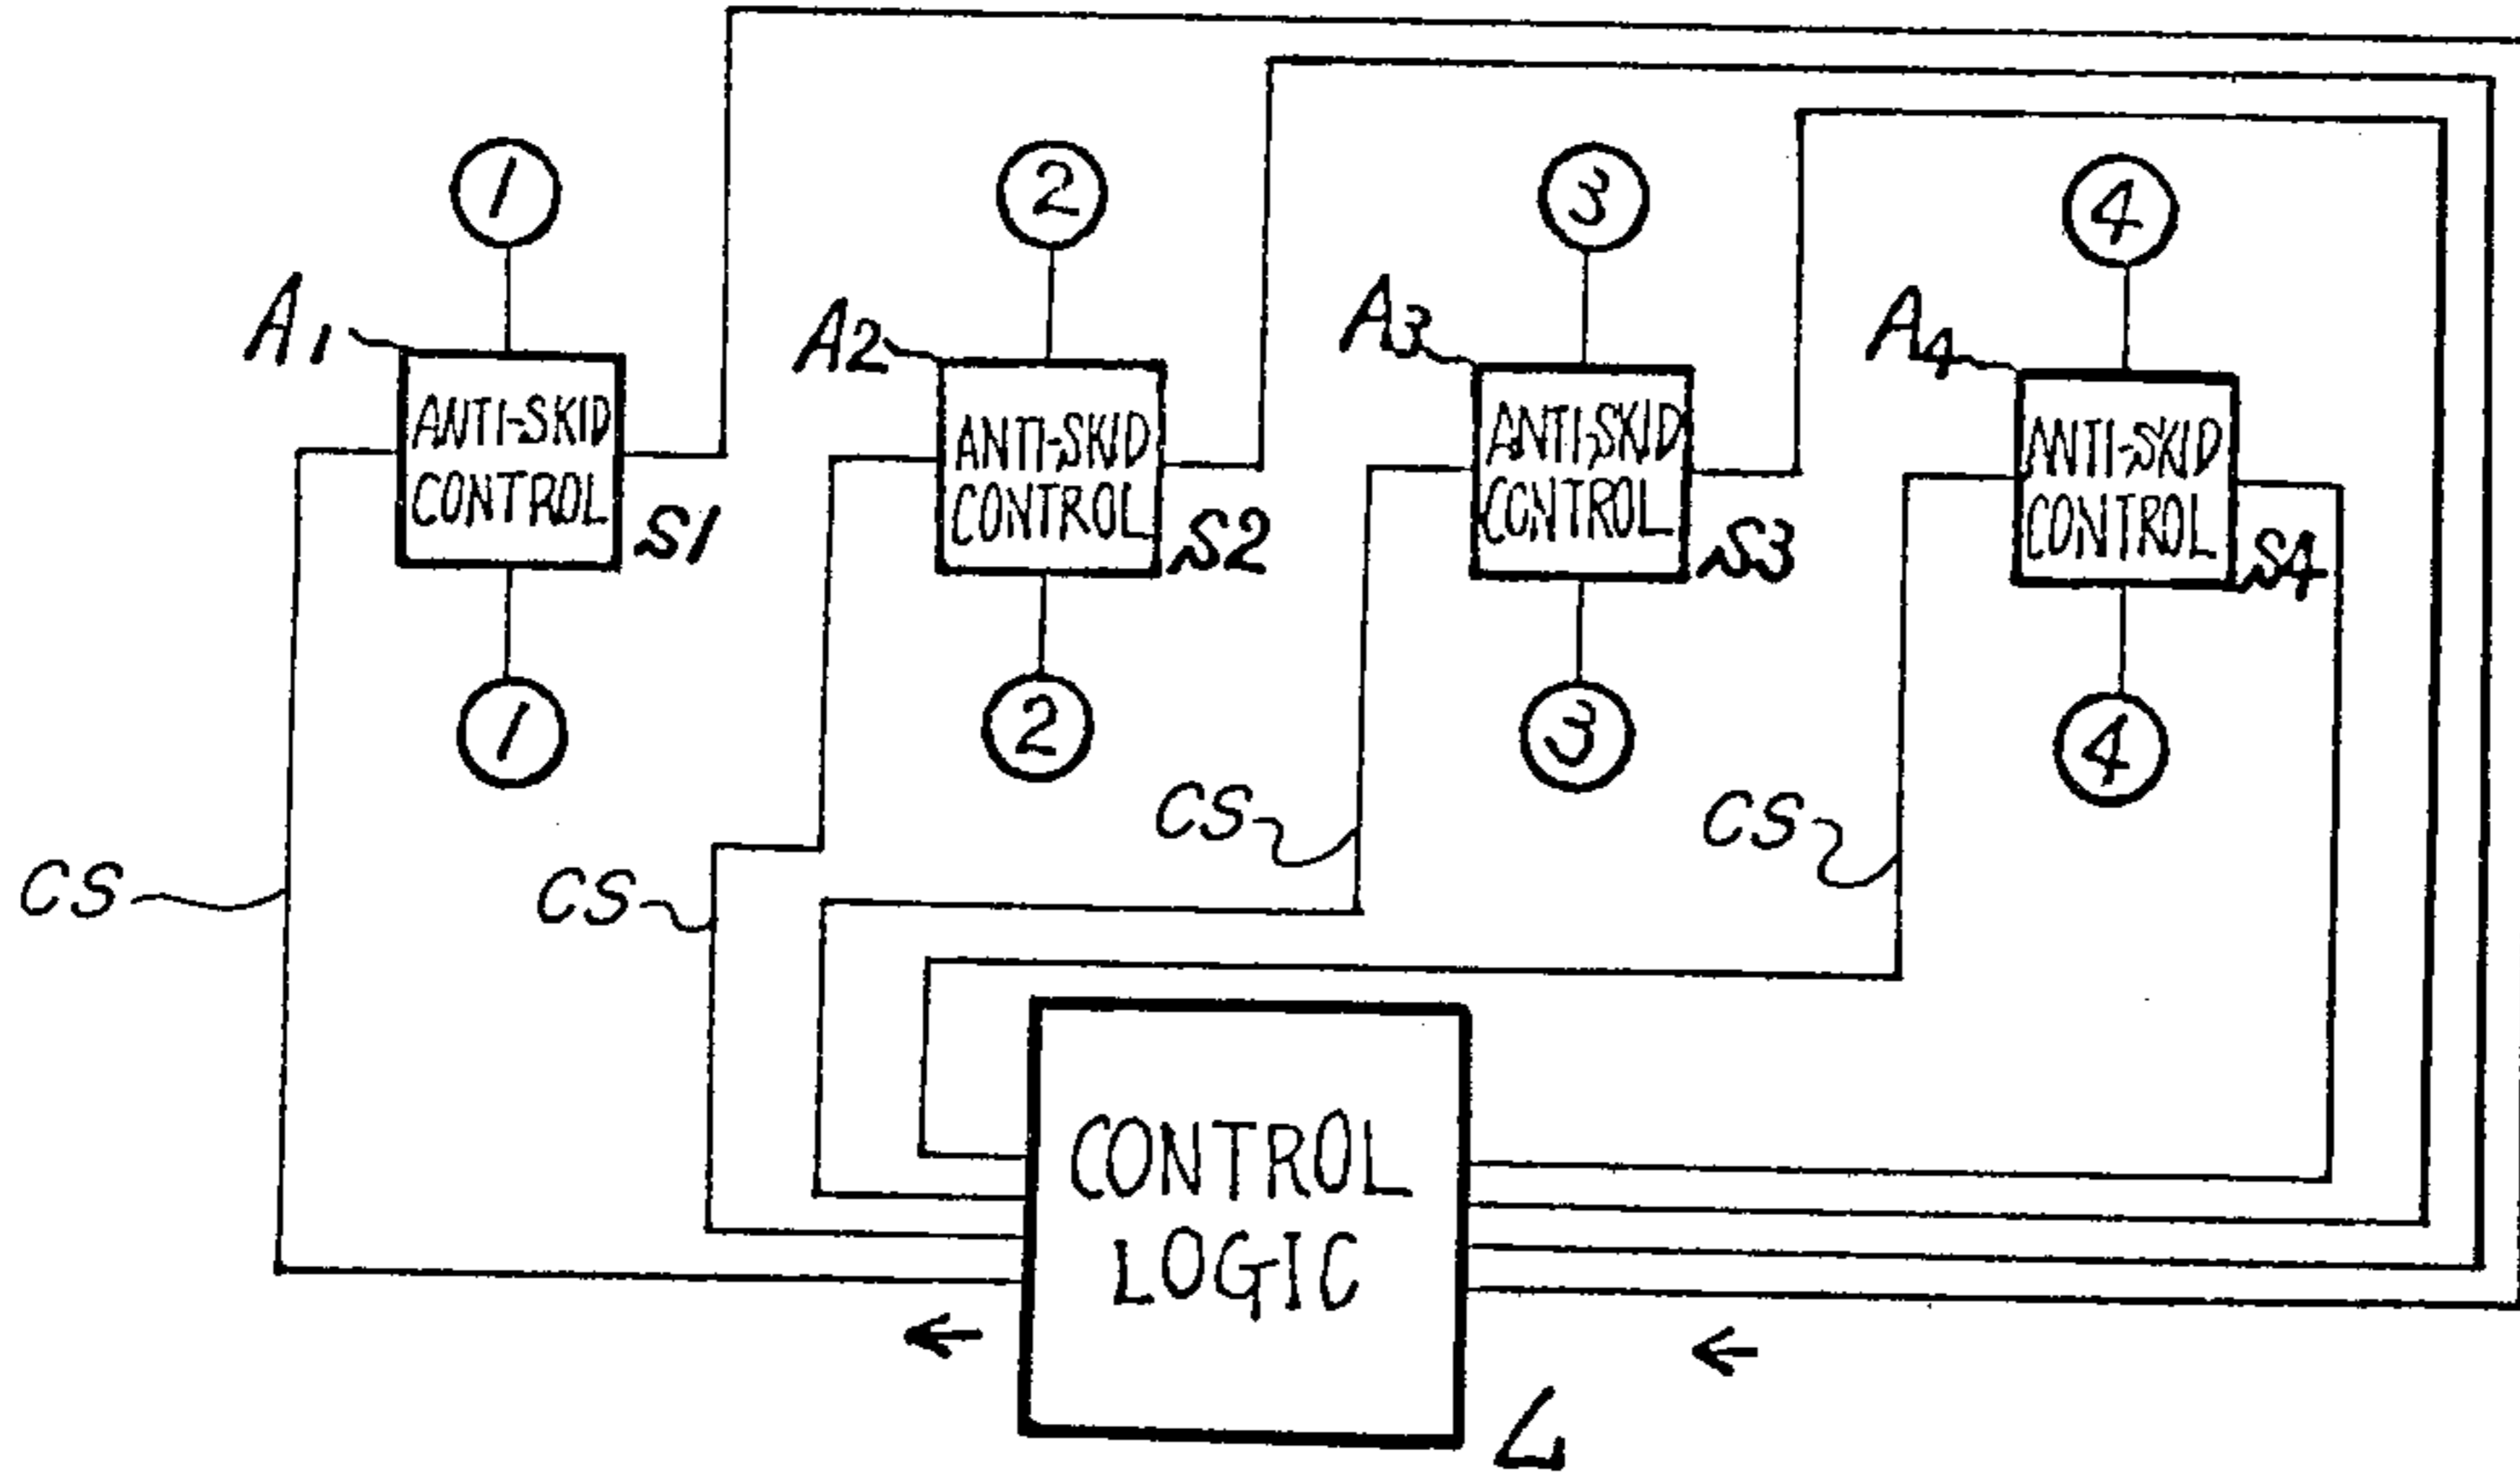 1
2
3
4
A1
A2
A3
A4
ANTI-SKID
CONTROL
ANTI-SKID
CONTROL
ANTI-SKID
CONTROL
ANTI-SKID
CONTROL
S1
S2
S3
S4
1
2
3
4
CS
CS
CS
CS
CONTROL
LOGIC
L